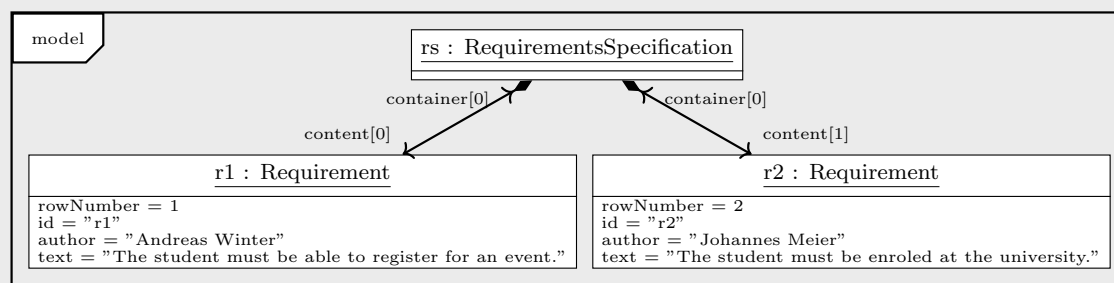 model
rs : RequirementsSpecification
container[0]
container[0]
content[0]
content[1]
r1 : Requirement
rowNumber = 1
id = "r1"
author = "Andreas Winter"
text = "The student must be able to register for an event."
r2 : Requirement
rowNumber = 2
id = "r2"
author = "Johannes Meier"
text = "The student must be enroled at the university."